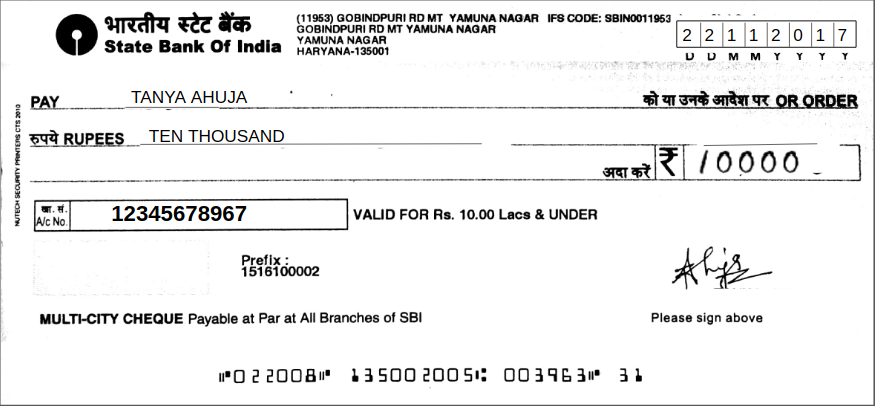 भारतीय स्टेट बैंक
State Bank Of India
(11953) GOBINDPURI RD MT YAMUNA NAGAR IFS CODE: SBIN0011953
GOBINDPURI RD MT YAMUNA NAGAR
YAMUNA NAGAR
HARYANA-135001
2 2 1 1 2 0 1 7
D D M M Y Y Y Y
PAY TANYA AHUJA को या उनके आदेश पर OR ORDER
रुपये RUPEES TEN THOUSAND
अदा करें ₹ 10000
खा. सं.
A/c No. 12345678967 VALID FOR Rs. 10.00 Lacs & UNDER
Prefix :
1516100002
MULTI-CITY CHEQUE Payable at Par at All Branches of SBI
Please sign above
⑈022008⑈ 135002005⑆ 003963⑈ 31
NUTECH SECURITY PRINTERS CTS 2010